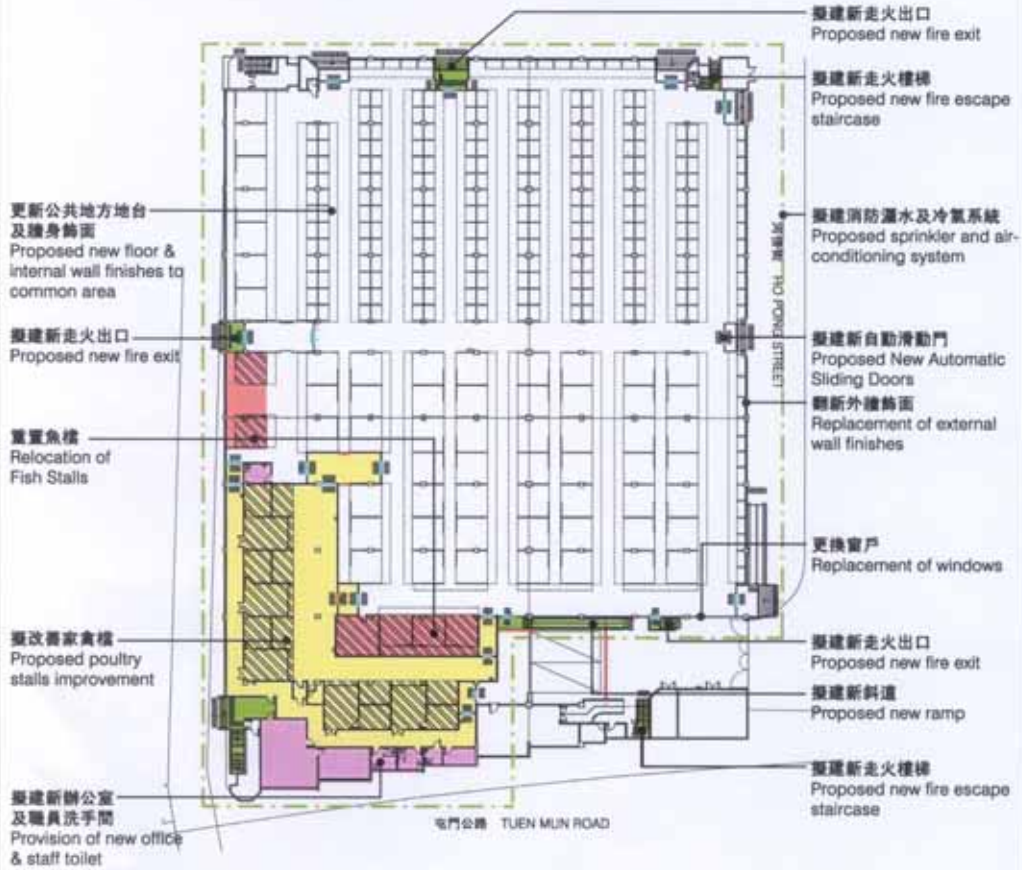 擬建新走火出口
Proposed new fire exit
擬建新走火樓梯
Proposed new fire escape
staircase
更新公共地方地台
及牆身飾面
Proposed new floor &
internal wall finishes to
common area
擬建消防灑水及冷氣系統
Proposed sprinkler and air-
conditioning system
河傍街 HO PONG STREET
擬建新走火出口
Proposed new fire exit
擬建新自動滑動門
Proposed New Automatic
Sliding Doors
翻新外牆飾面
Replacement of external
wall finishes
重置魚檔
Relocation of
Fish Stalls
更換窗戶
Replacement of windows
擬改善家禽檔
Proposed poultry
stalls improvement
擬建新走火出口
Proposed new fire exit
擬建新斜道
Proposed new ramp
擬建新走火樓梯
Proposed new fire escape
staircase
擬建新辦公室
及職員洗手間
Provision of new office
& staff toilet
屯門公路 TUEN MUN ROAD